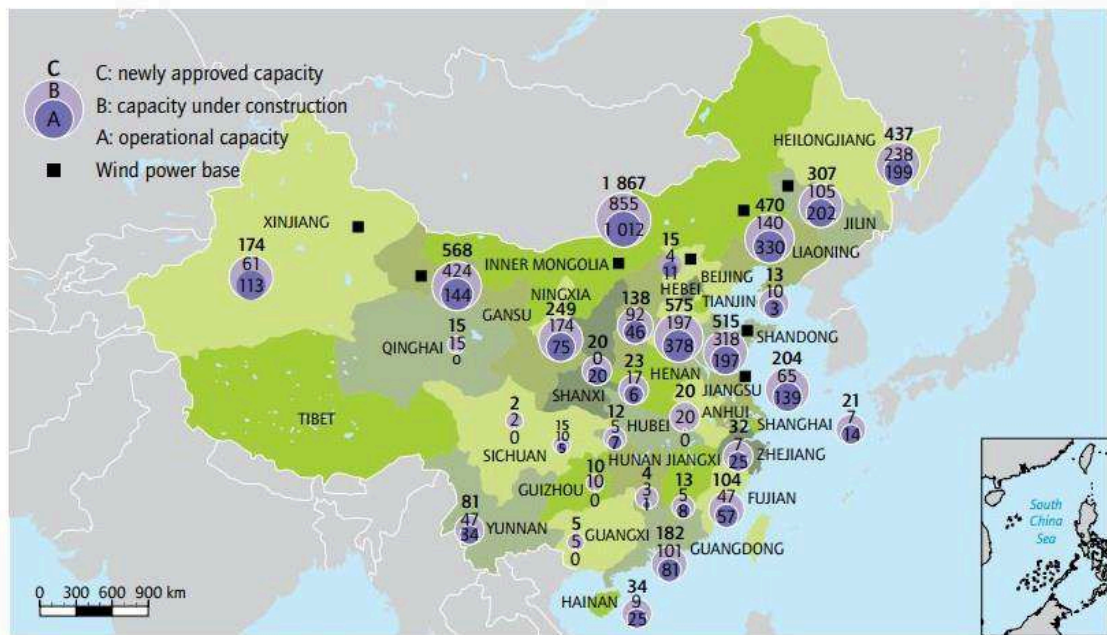 C
B
A
C: newly approved capacity
B: capacity under construction
A: operational capacity
Wind power base
HEILONGJIANG
437
238
199
307
105
202
JILIN
1 867
855
1 012
470
140
330
LIAONING
XINJIANG
174
61
113
568
424
144
GANSU
INNER MONGOLIA
15
4
11
BEIJING
HEBEI
TIANJIN
13
10
3
NINGXIA
249
174
75
138
92
46
575
197
378
515
318
197
SHANDONG
15
15
0
QINGHAI
20
0
20
SHANXI
23
17
6
HENAN
JIANGSU
204
65
139
TIBET
2
2
0
SICHUAN
15
10
5
12
5
7
HUBEI
20
20
0
ANHUI
SHANGHAI
21
7
14
32
7
25
ZHEJIANG
HUNAN
JIANGXI
10
10
0
GUIZHOU
4
3
1
13
5
8
104
47
57
FUJIAN
81
47
34
YUNNAN
5
5
0
GUANGXI
182
101
81
GUANGDONG
34
9
25
HAINAN
0 300 600 900 km
South
China
Sea